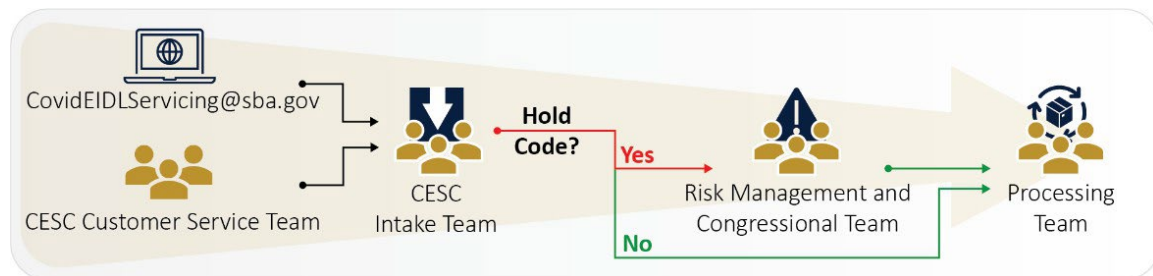 CovidEIDLServicing@sba.gov
CESC Customer Service Team
CESC
Intake Team
Hold
Code?
Yes
No
Risk Management and
Congressional Team
Processing
Team